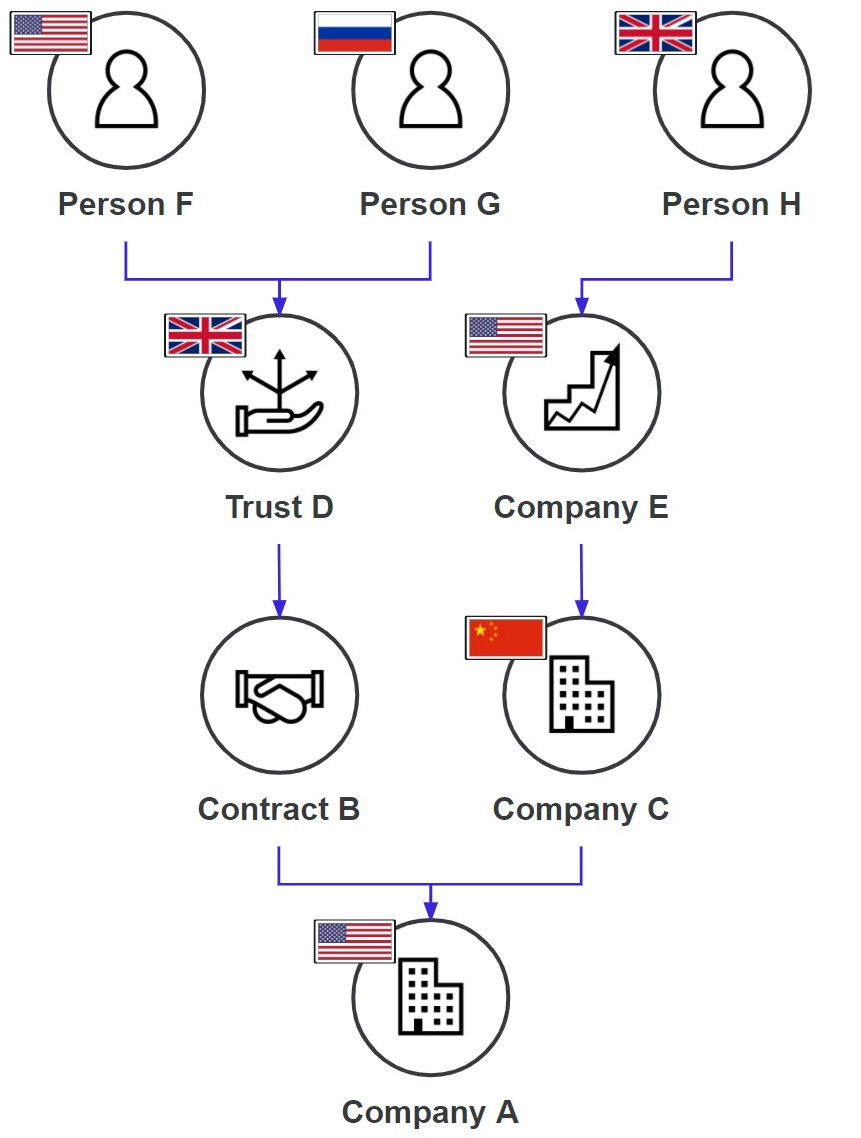 Person F
Person G
Person H
Trust D
Company E
Contract B
Company C
Company A